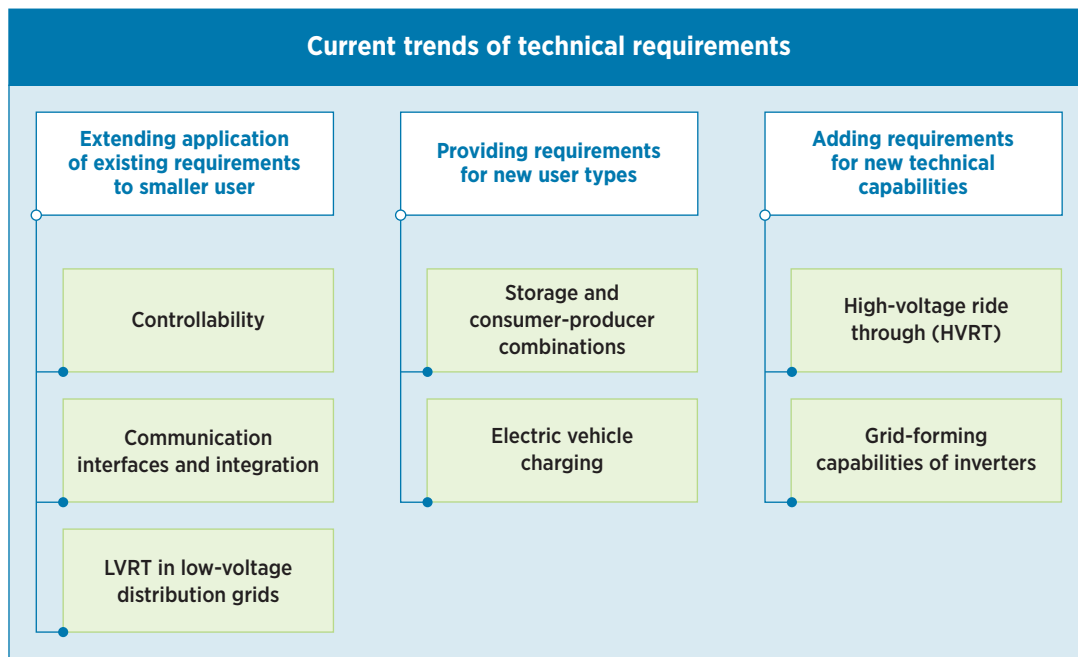 Current trends of technical requirements
Extending application
of existing requirements
to smaller user
Controllability
Communication
interfaces and integration
LVRT in low-voltage
distribution grids
Providing requirements
for new user types
Storage and
consumer-producer
combinations
Electric vehicle
charging
Adding requirements
for new technical
capabilities
High-voltage ride
through (HVRT)
Grid-forming
capabilities of inverters